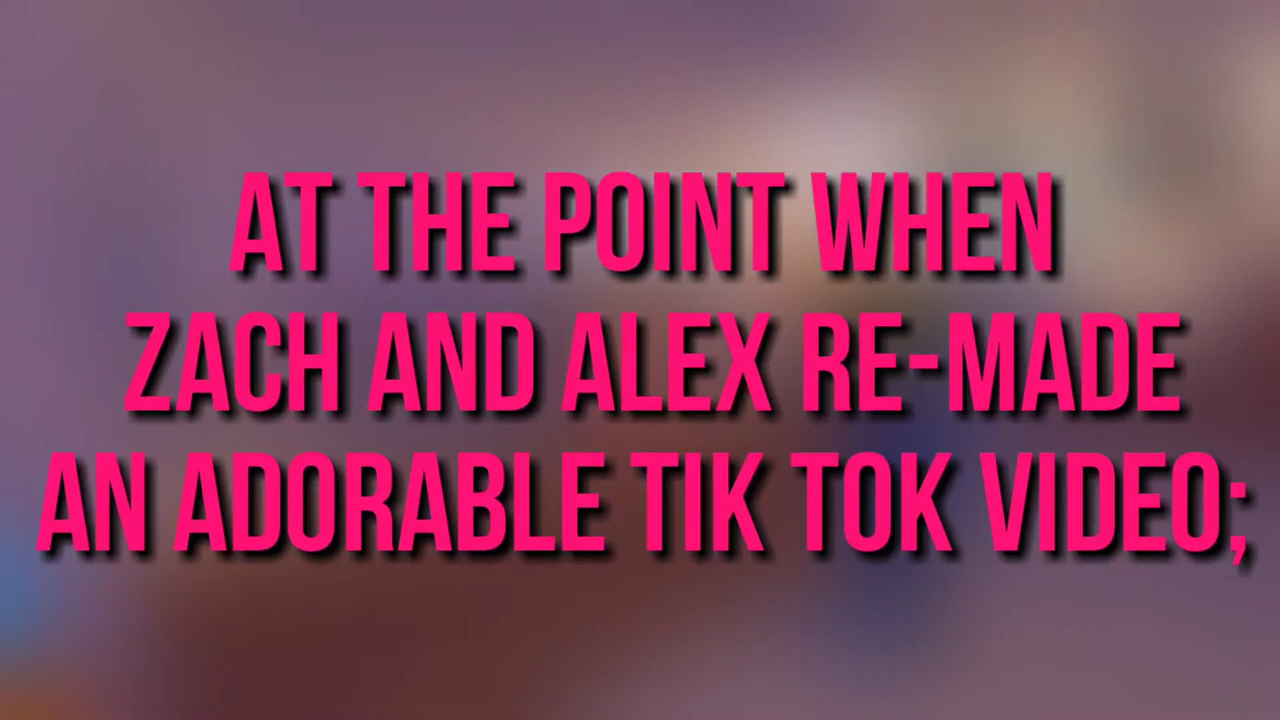 AT THE POINT WHEN
ZACH AND ALEX RE-MADE
AN ADORABLE TIK TOK VIDEO;